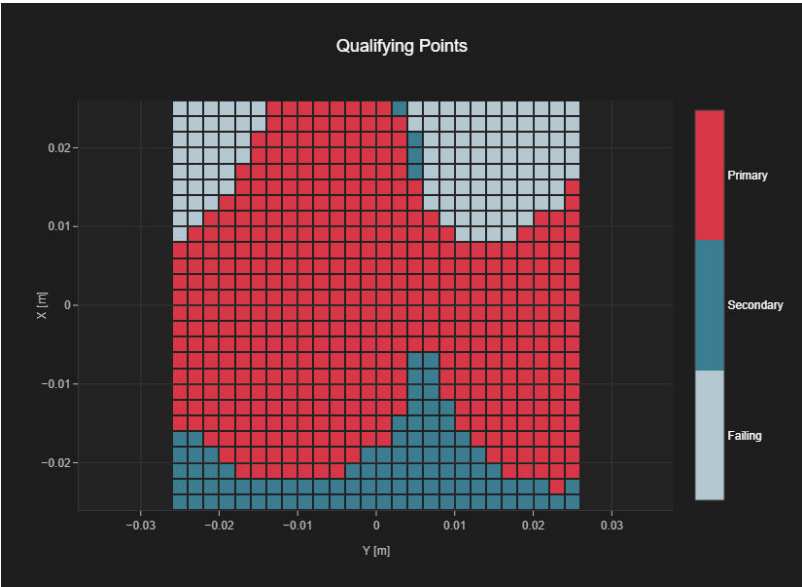 Qualifying Points
0.02
0.01
0
−0.01
−0.02
X [m]
−0.03
−0.02
−0.01
0
0.01
0.02
0.03
Y [m]
Primary
Secondary
Failing